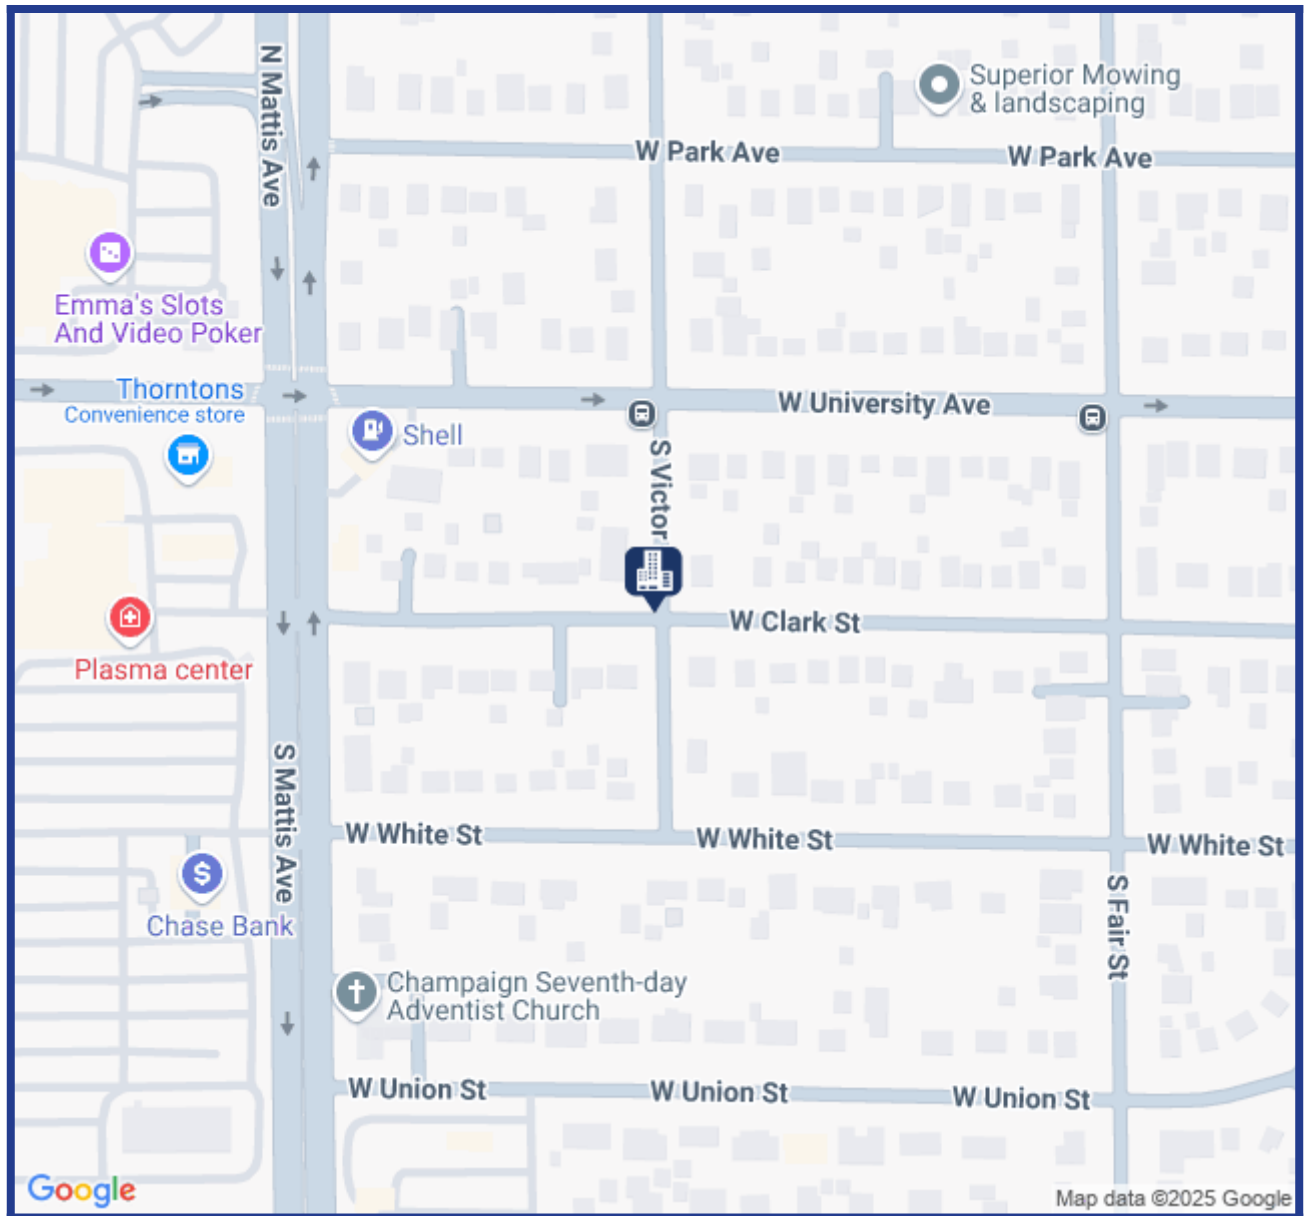 N Mattis Ave
Superior Mowing
& landscaping
W Park Ave
W Park Ave
Emma's Slots
And Video Poker
Thorntons
Convenience store
W University Ave
Shell
S Victor
W Clark St
Plasma center
S Mattis Ave
W White St
W White St
W White St
$
Chase Bank
S Fair St
Champaign Seventh-day
Adventist Church
W Union St
W Union St
W Union St
Google
Map data ©2025 Google